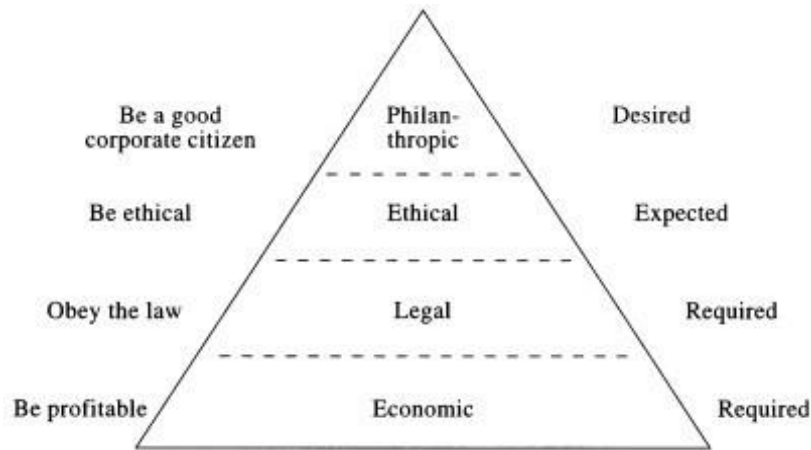 Be a good
corporate citizen
Philan-
thropic
Desired
Be ethical
Ethical
Expected
Obey the law
Legal
Required
Be profitable
Economic
Required